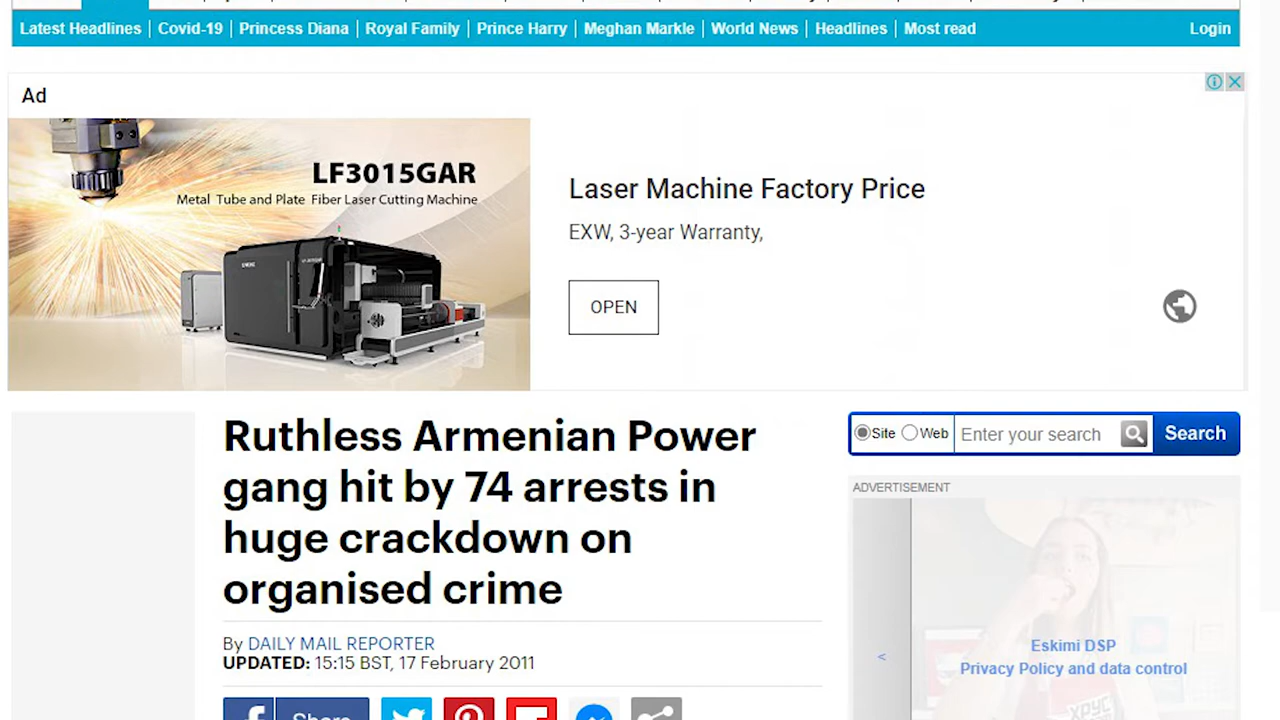 Latest Headlines Covid-19 Princess Diana Royal Family Prince Harry Meghan Markle World News Headlines Most read Login
Ad
LF3015GAR
Metal Tube and Plate Fiber Laser Cutting Machine
Laser Machine Factory Price
EXW, 3-year Warranty,
OPEN
Ruthless Armenian Power
gang hit by 74 arrests in
huge crackdown on
organised crime
By DAILY MAIL REPORTER
UPDATED: 15:15 BST, 17 February 2011
Share
Site Web Enter your search Search
ADVERTISEMENT
<
Eskimi DSP
Privacy Policy and data control